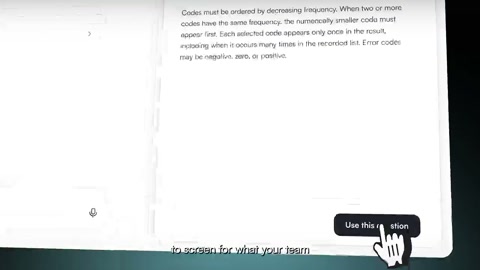 Codes must be ordered by decreasing frequency. When two or more
codes have the same frequency, the numerically smaller code must
appear first. Each selected code appears only once in the result,
including when it occurs many times in the recorded list. Error codes
may be negative, zero, or positive.
Use this stion
to screen for what your team